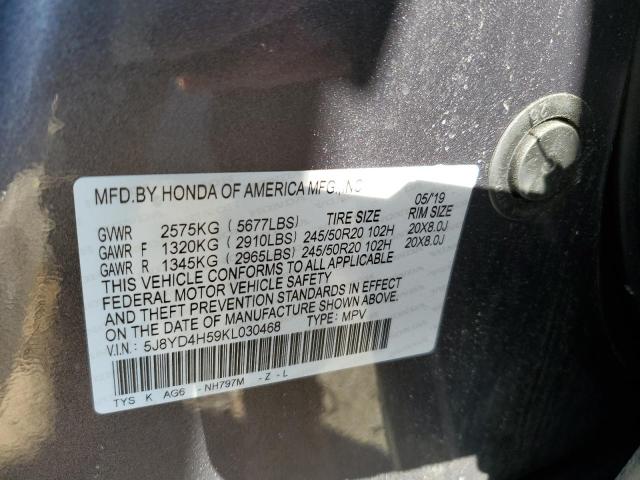 MFD.BY HONDA OF AMERICA MFG.,INC 05/19
TIRE SIZE RIM SIZE
GVWR 2575KG ( 5677LBS)
GAWR F 1320KG ( 2910LBS) 245/50R20 102H 20X8.0J
GAWR R 1345KG ( 2965LBS) 245/50R20 102H 20X8.0J
THIS VEHICLE CONFORMS TO ALL APPLICABLE
FEDERAL MOTOR VEHICLE SAFETY
AND THEFT PREVENTION STANDARDS IN EFFECT
ON THE DATE OF MANUFACTURE SHOWN ABOVE.
V.I.N: 5J8YD4H59KL030468 TYPE: MPV
TYS K AG6 - NH797M - Z - L